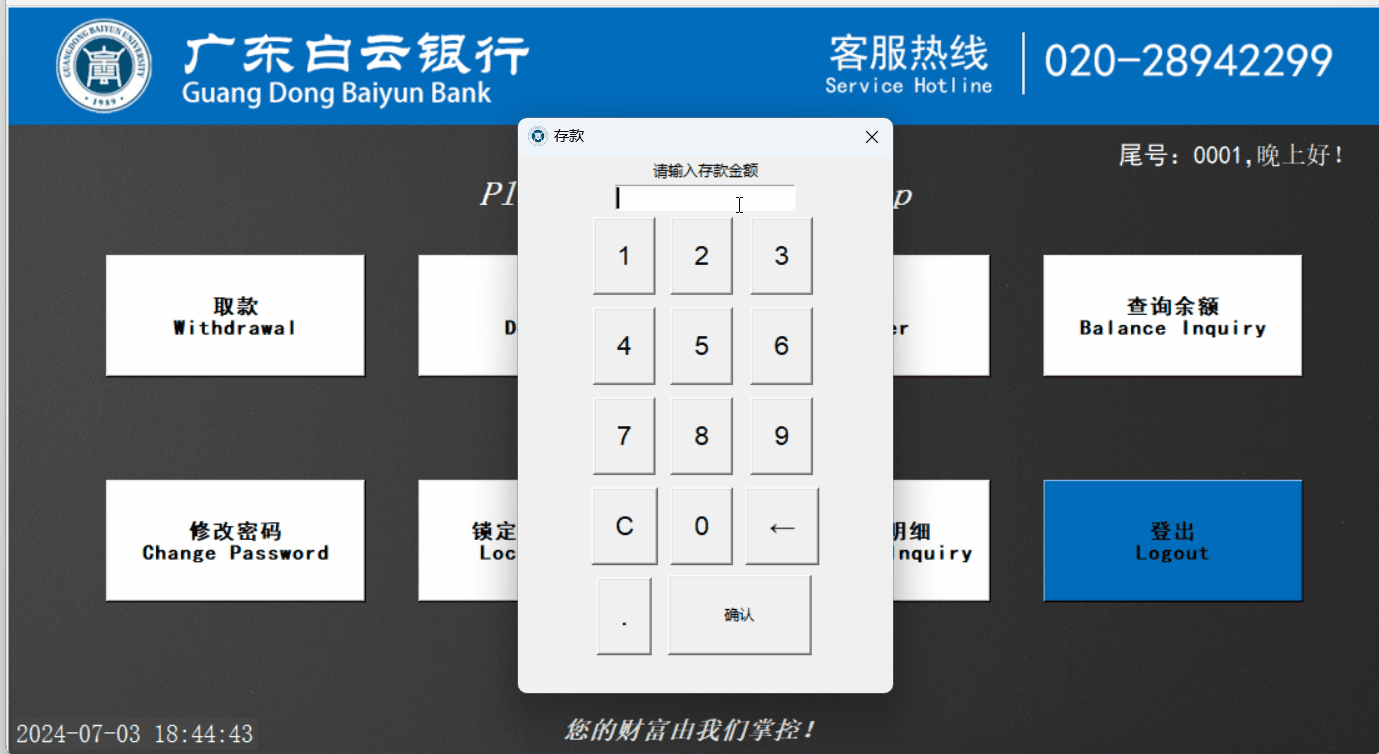 广东白云银行
Guang Dong Baiyun Bank
GUANGDONG BAIYUN UNIVERSITY
1989
客服热线
Service Hotline
020-28942299
尾号：0001,晚上好！
存款
请输入存款金额
1 2 3
4 5 6
7 8 9
C 0 ←
. 确认
取款
Withdrawal
查询余额
Balance Inquiry
修改密码
Change Password
锁定
Loc
明细
Inquiry
登出
Logout
2024-07-03 18:44:43
您的财富由我们掌控！